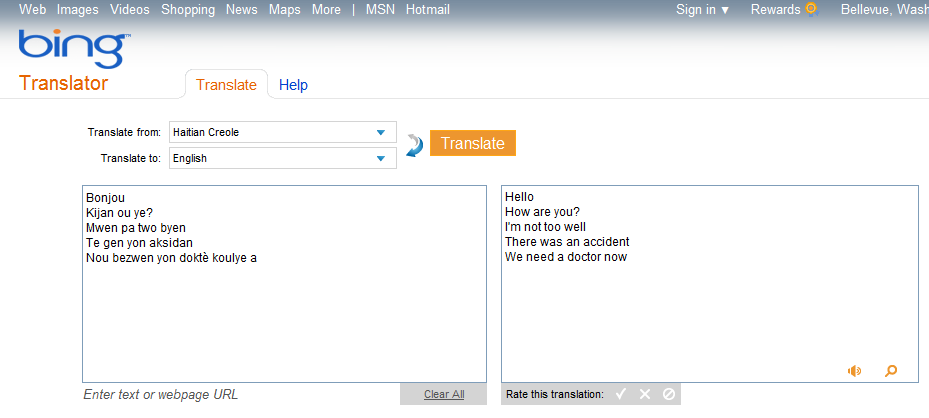 Web Images Videos Shopping News Maps More | MSN Hotmail Sign in ▼ Rewards Bellevue, Wash
bing™
Translator Translate Help
Translate from: Haitian Creole
Translate
Translate to: English
Bonjou
Kijan ou ye?
Mwen pa two byen
Te gen yon aksidan
Nou bezwen yon doktè koulye a
Hello
How are you?
I'm not too well
There was an accident
We need a doctor now
Enter text or webpage URL Clear All Rate this translation: